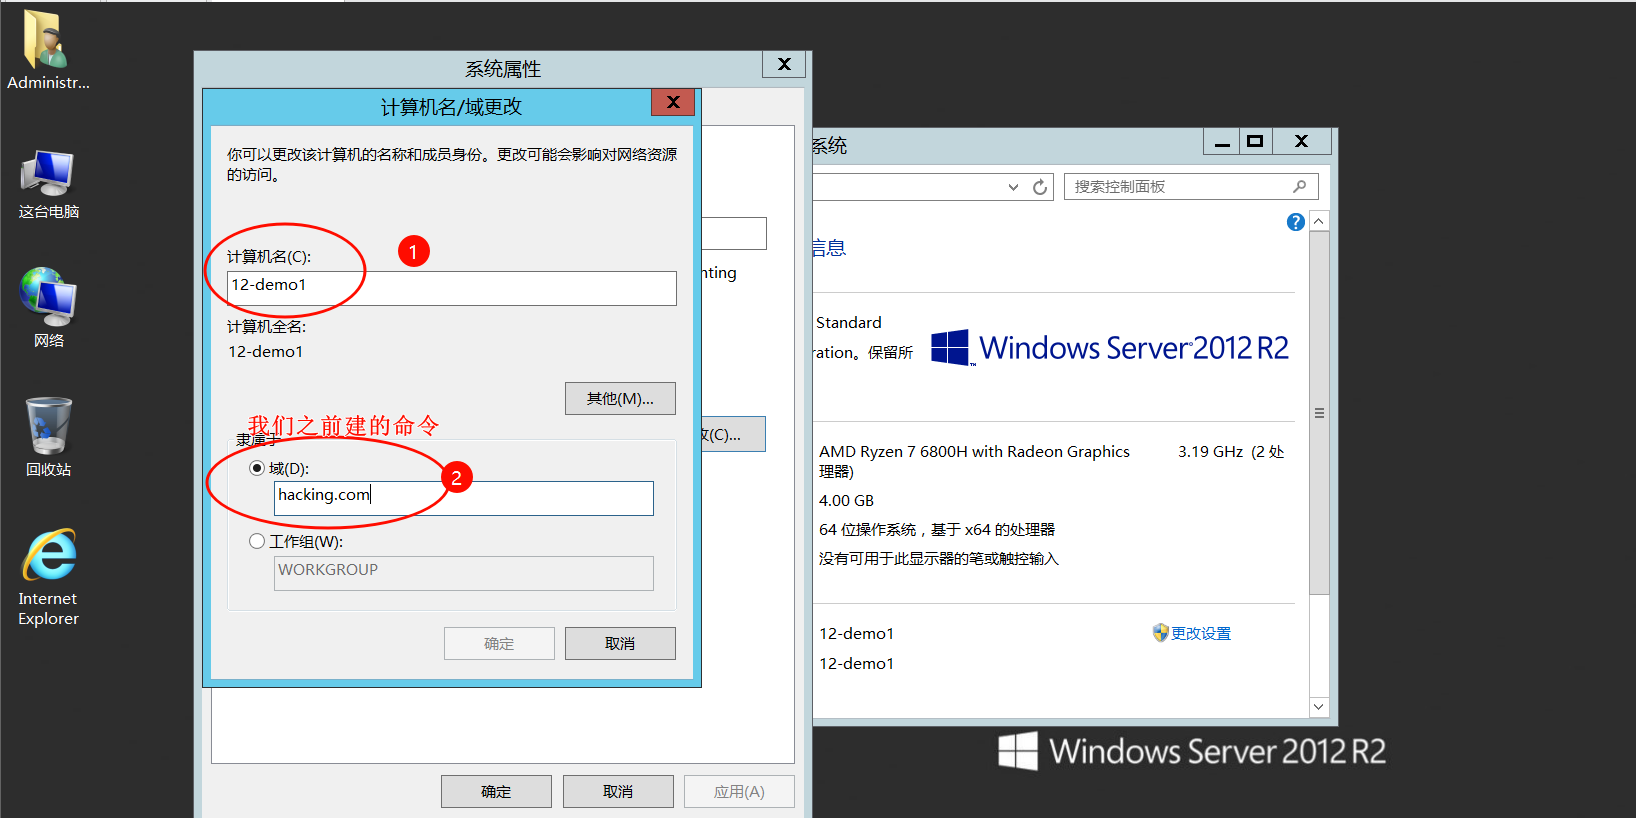 Administr...
这台电脑
网络
回收站
Internet
Explorer
系统属性
计算机名/域更改
你可以更改该计算机的名称和成员身份。更改可能会影响对网络资源
的访问。
计算机名(C):
1
12-demo1
计算机全名:
12-demo1
其他(M)...
我们之前建的命令
隶属于
域(D):
2
hacking.com
工作组(W):
WORKGROUP
确定
取消
nting
改(C)...
确定
取消
应用(A)
系统
搜索控制面板
信息
Standard
ration。保留所
Windows Server 2012 R2
AMD Ryzen 7 6800H with Radeon Graphics 3.19 GHz (2 处
理器)
4.00 GB
64 位操作系统，基于 x64 的处理器
没有可用于此显示器的笔或触控输入
12-demo1
更改设置
12-demo1
Windows Server 2012 R2